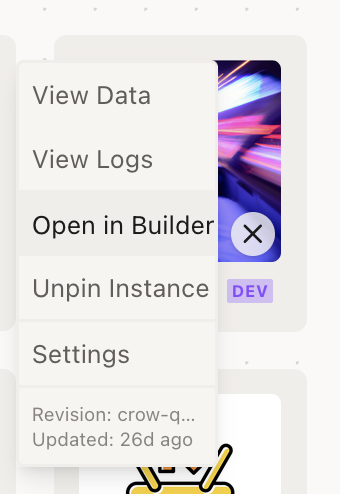 View Data
View Logs
Open in Builder
Unpin Instance
DEV
Settings
Revision: crow-q...
Updated: 26d ago